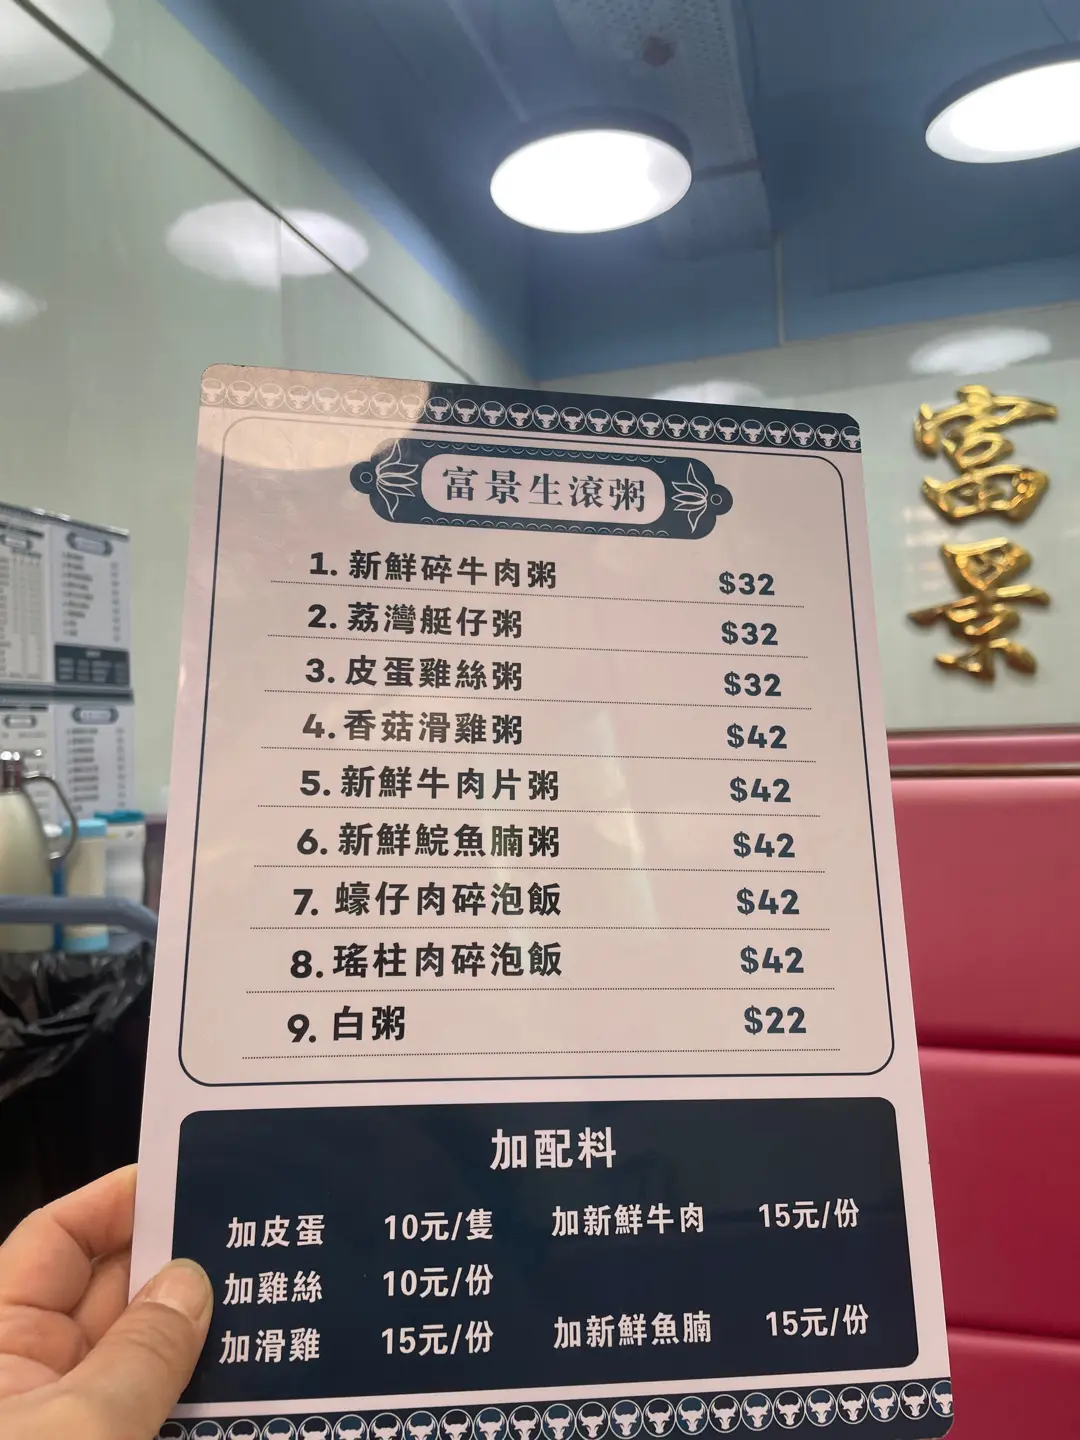 富景
富景生滾粥
1. 新鮮碎牛肉粥 $32
2. 荔灣艇仔粥 $32
3. 皮蛋雞絲粥 $32
4. 香菇滑雞粥 $42
5. 新鮮牛肉片粥 $42
6. 新鮮鯇魚腩粥 $42
7. 蠔仔肉碎泡飯 $42
8. 瑤柱肉碎泡飯 $42
9. 白粥 $22
加配料
加皮蛋 10元/隻 加新鮮牛肉 15元/份
加雞絲 10元/份
加滑雞 15元/份 加新鮮魚腩 15元/份